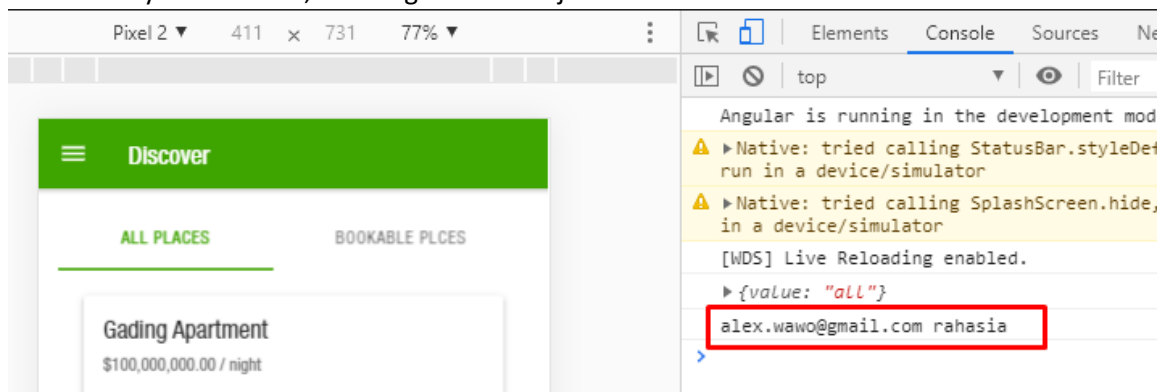 Pixel 2 ▼ 411 × 731 77% ▼
Discover
ALL PLACES BOOKABLE PLCES
Gading Apartment
$100,000,000.00 / night
Elements Console Sources Ne
top ▼ Filter
Angular is running in the development mod
▶Native: tried calling StatusBar.styleDef
run in a device/simulator
▶Native: tried calling SplashScreen.hide,
in a device/simulator
[WDS] Live Reloading enabled.
▶{value: "all"}
alex.wawo@gmail.com rahasia
>